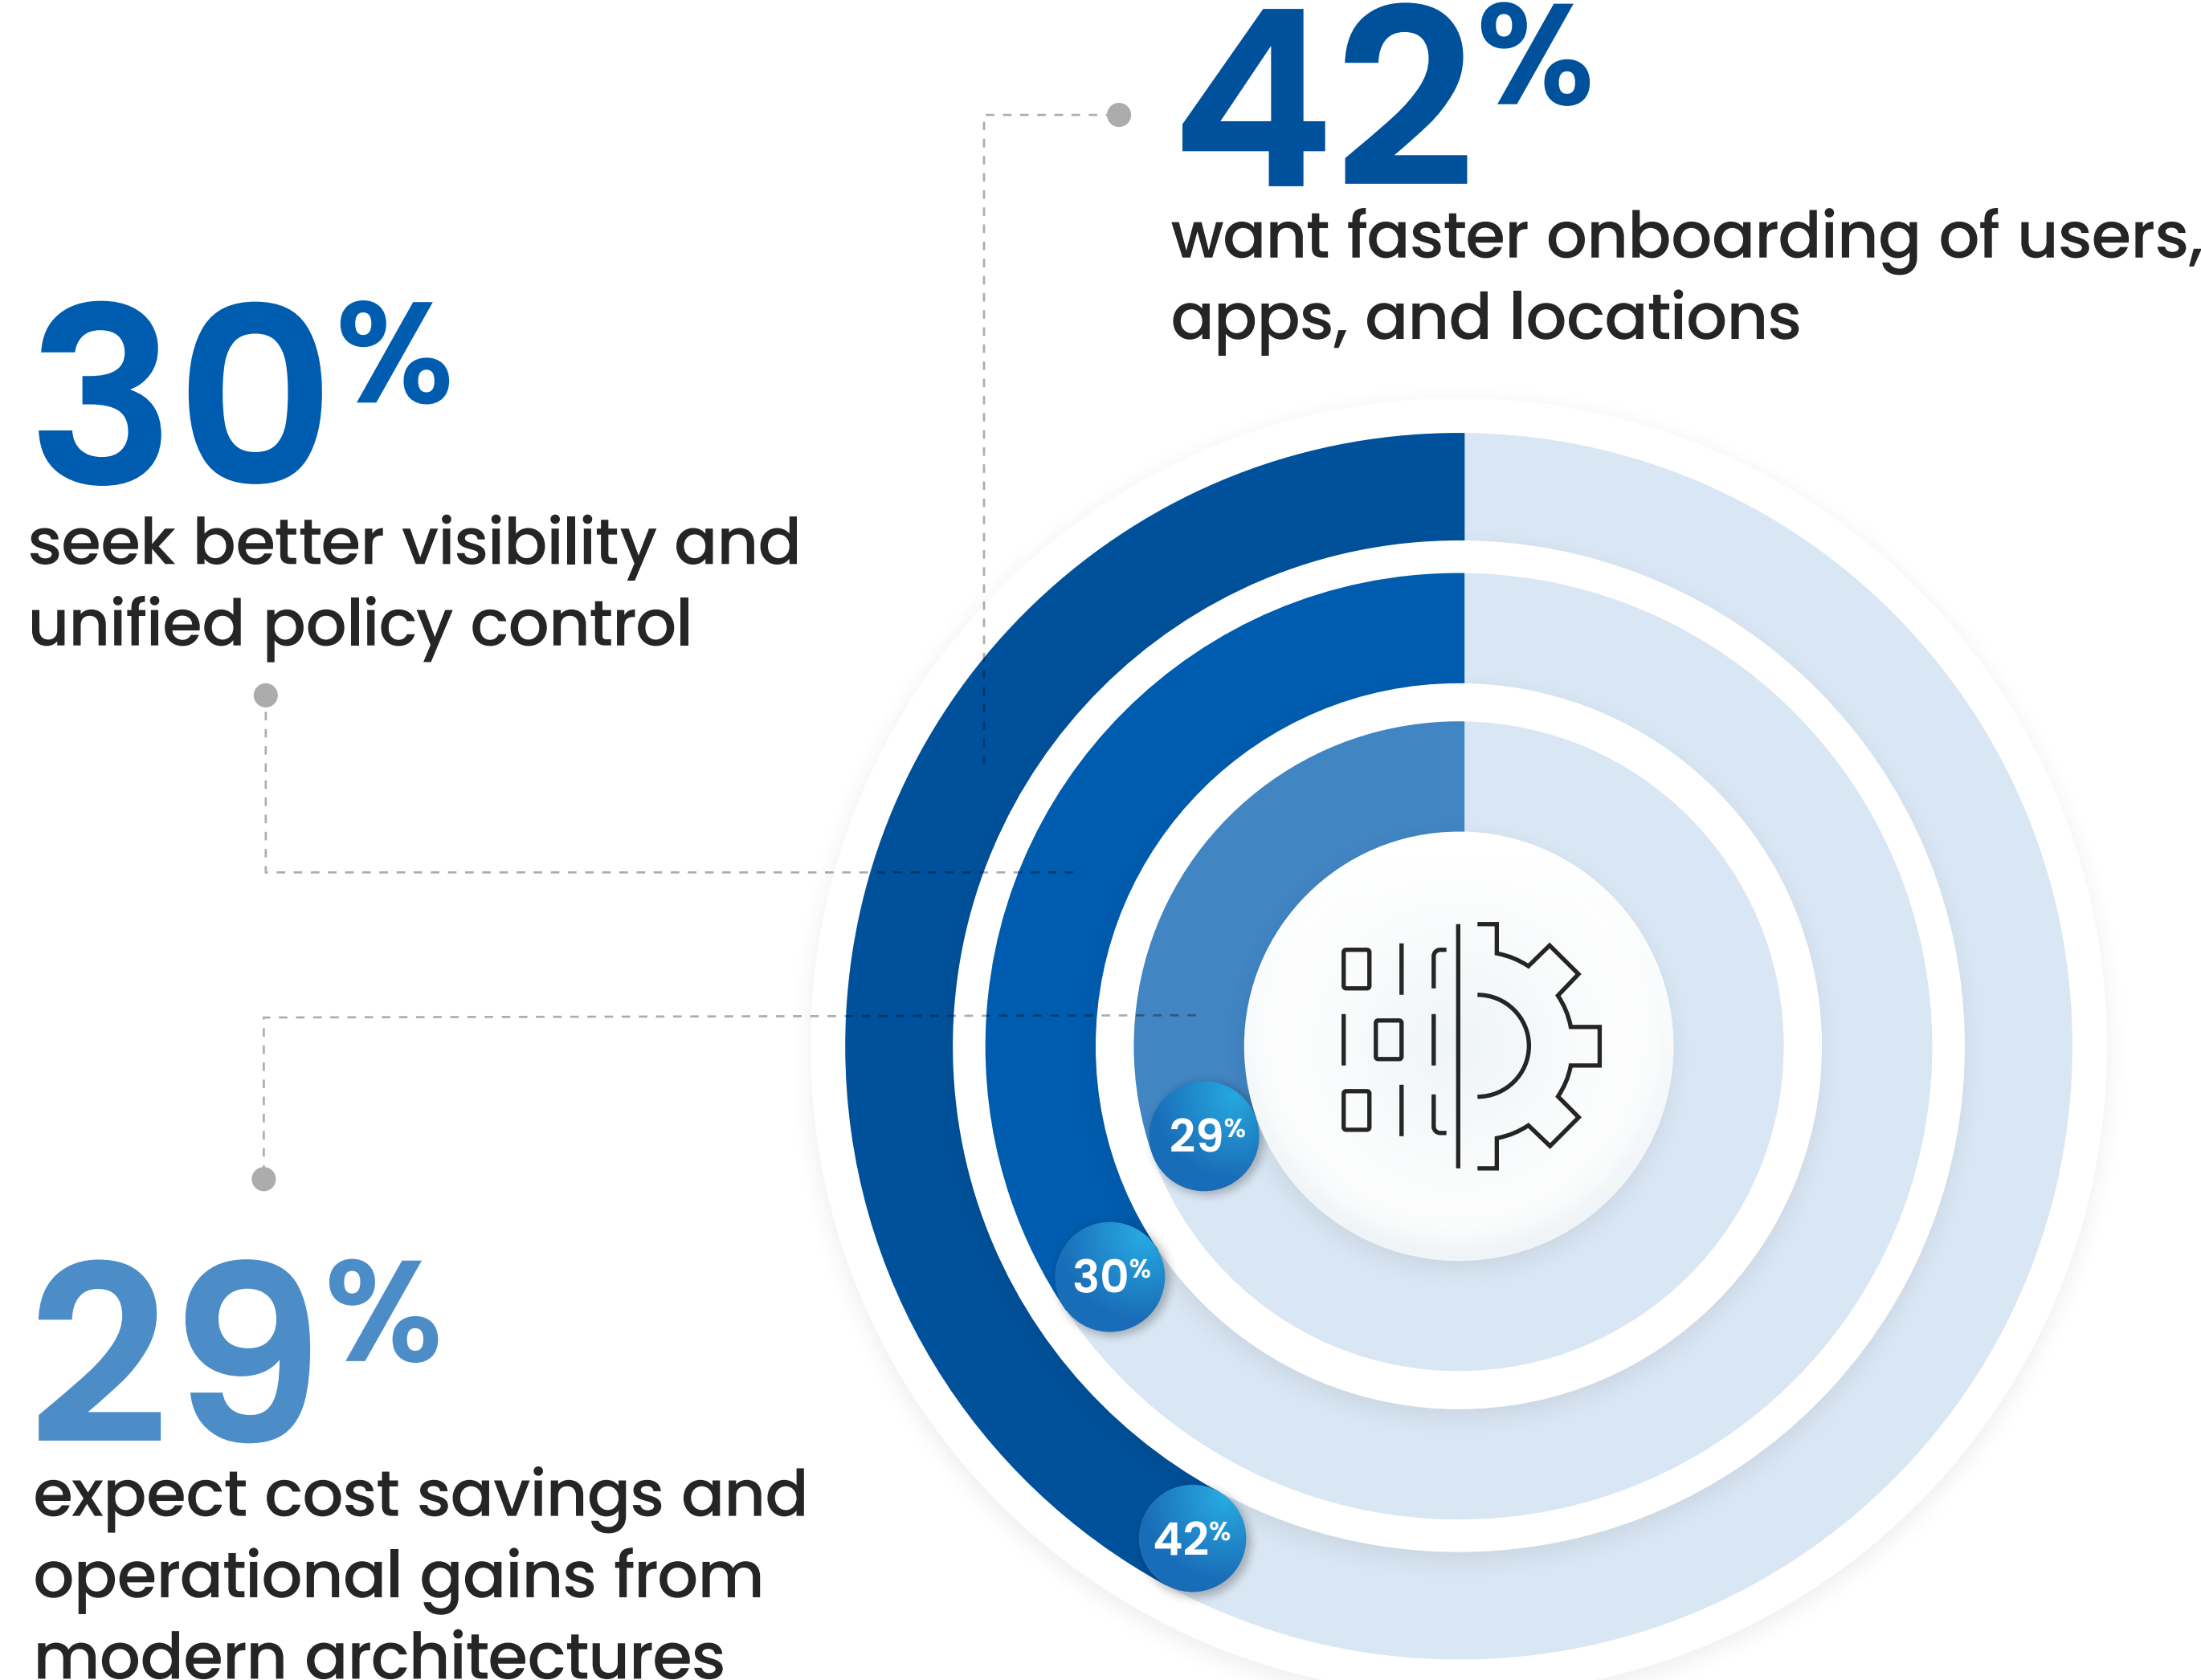 42%
want faster onboarding of users,
apps, and locations
30%
seek better visibility and
unified policy control
29%
expect cost savings and
operational gains from
modern architectures
29%
30%
42%